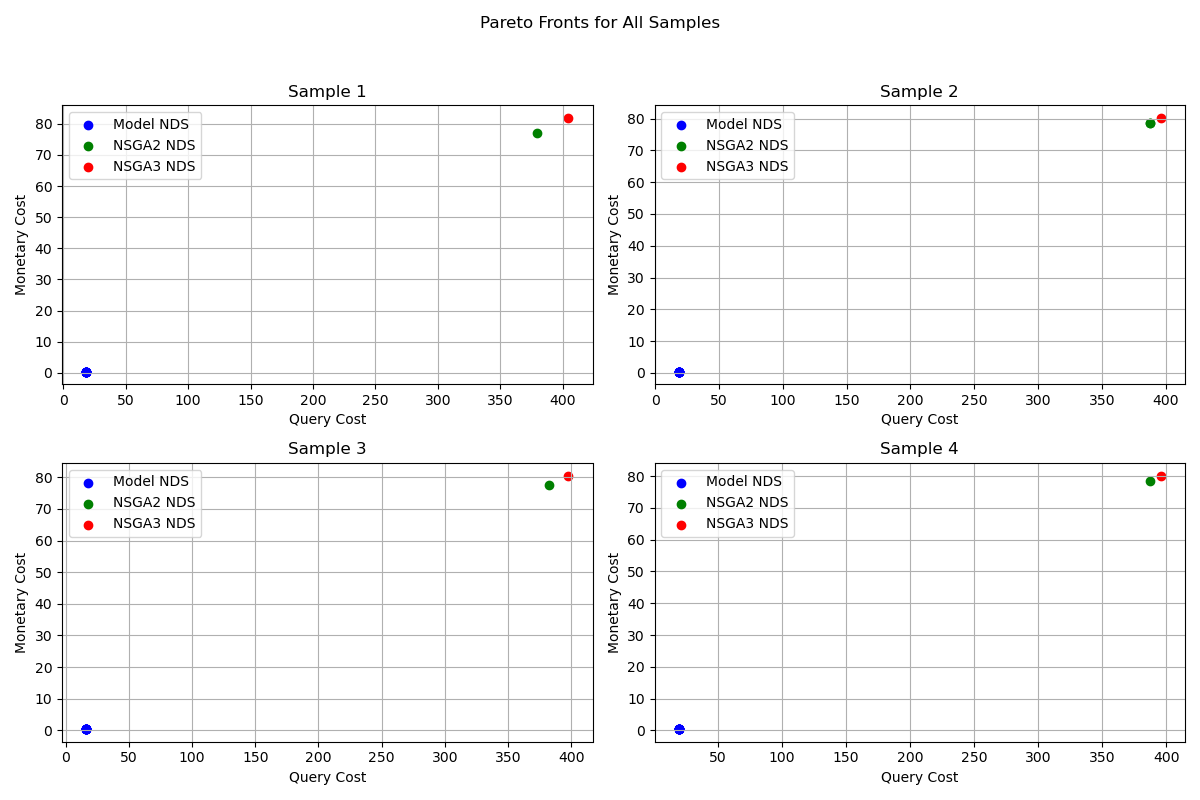 Pareto Fronts for All Samples
Sample 1
Model NDS
NSGA2 NDS
NSGA3 NDS
Monetary Cost
80
70
60
50
40
30
20
10
0
0 50 100 150 200 250 300 350 400
Query Cost
Sample 2
Model NDS
NSGA2 NDS
NSGA3 NDS
Monetary Cost
80
70
60
50
40
30
20
10
0
0 50 100 150 200 250 300 350 400
Query Cost
Sample 3
Model NDS
NSGA2 NDS
NSGA3 NDS
Monetary Cost
80
70
60
50
40
30
20
10
0
0 50 100 150 200 250 300 350 400
Query Cost
Sample 4
Model NDS
NSGA2 NDS
NSGA3 NDS
Monetary Cost
80
70
60
50
40
30
20
10
0
50 100 150 200 250 300 350 400
Query Cost